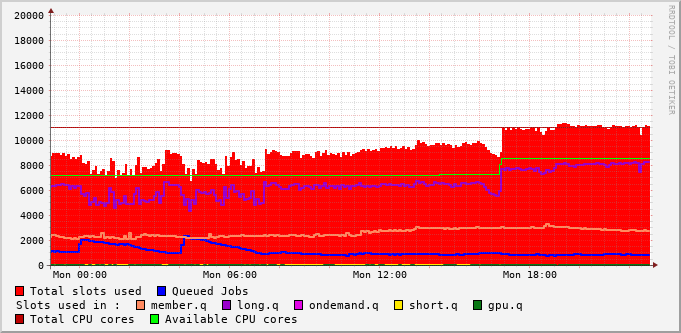 20000
18000
16000
14000
12000
10000
8000
6000
4000
2000
0
Mon 00:00 Mon 06:00 Mon 12:00 Mon 18:00
RRDTOOL / TOBI OETIKER
Total slots used Queued Jobs
Slots used in : member.q long.q ondemand.q short.q gpu.q
Total CPU cores Available CPU cores